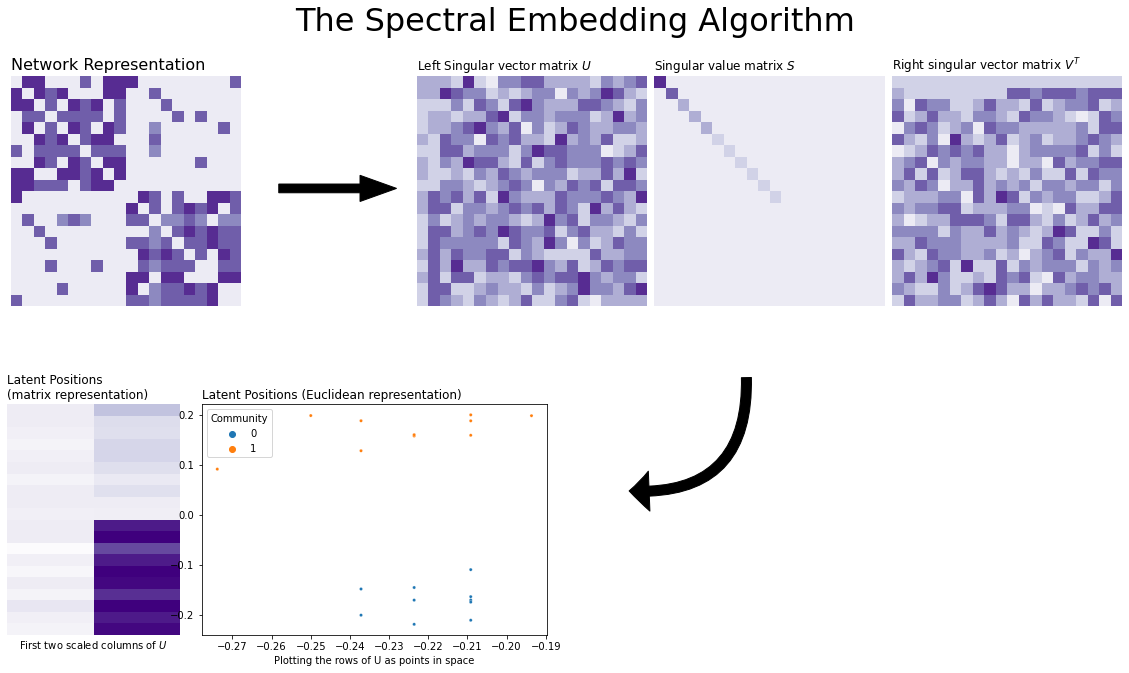 The Spectral Embedding Algorithm
Network Representation
Left Singular vector matrix U
Singular value matrix S
Right singular vector matrix V^T
Latent Positions
(matrix representation)
First two scaled columns of U
Latent Positions (Euclidean representation)
Community
0
1
0.2
0.1
0.0
−0.1
−0.2
−0.27 −0.26 −0.25 −0.24 −0.23 −0.22 −0.21 −0.20 −0.19
Plotting the rows of U as points in space